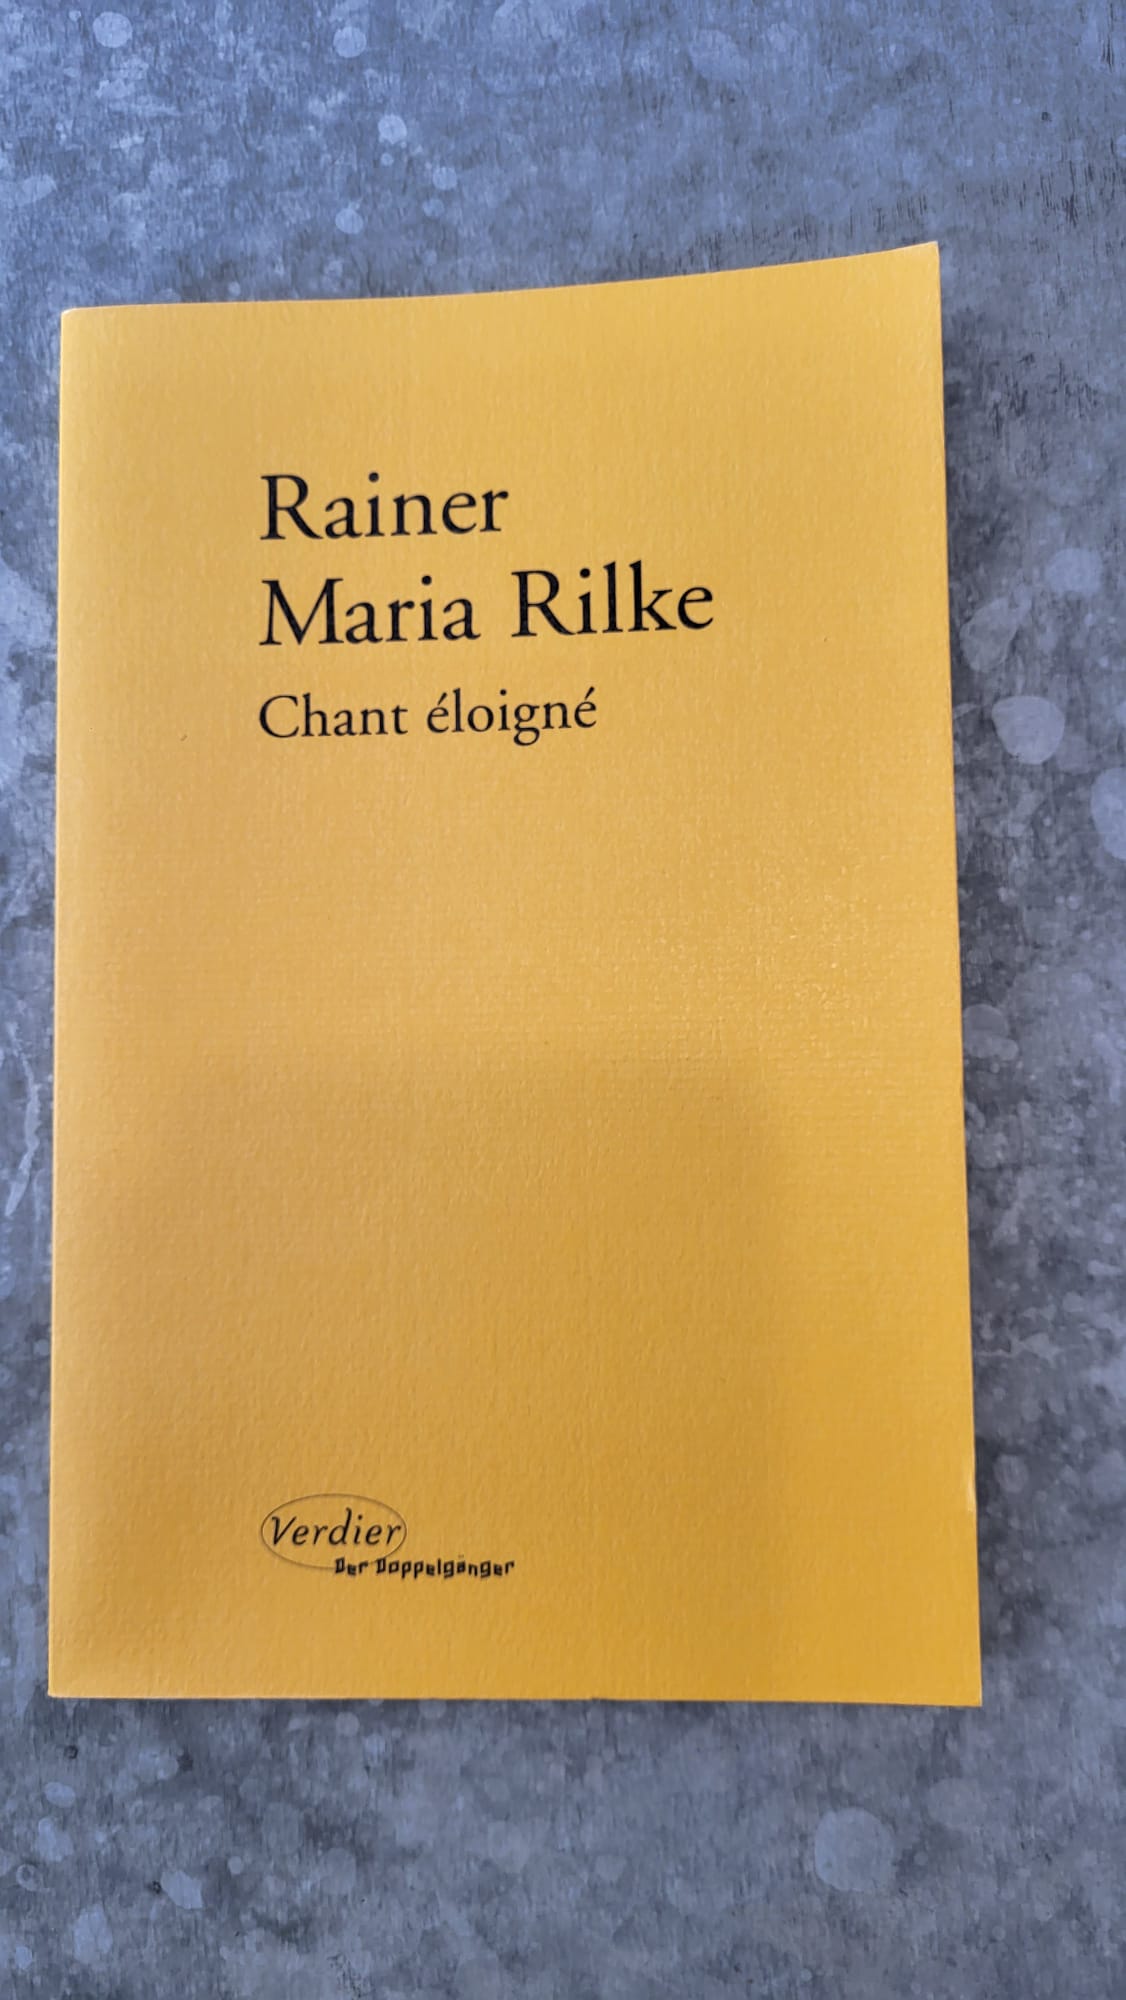 Rainer
Maria Rilke
Chant éloigné
Verdier
Der Doppelgänger